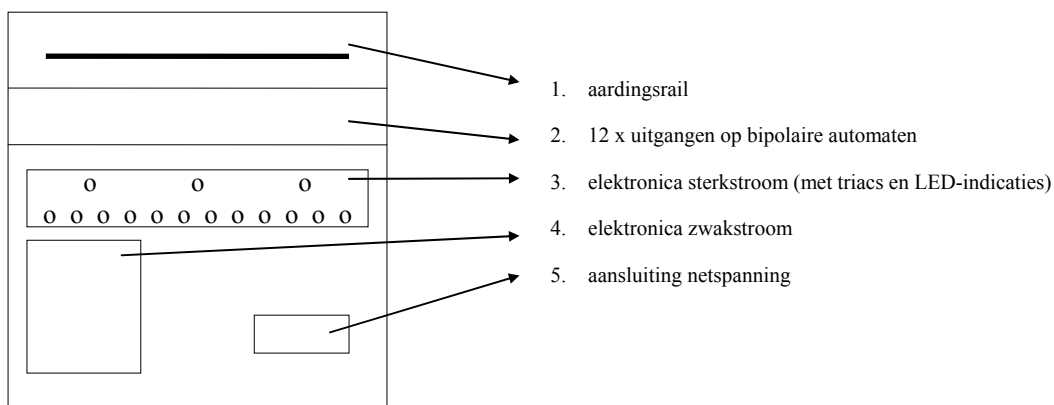 1. aardingsrail
2. 12 x uitgangen op bipolaire automaten
o o o
3. elektronica sterkstroom (met triacs en LED-indicaties)
o o o o o o o o o o o o
4. elektronica zwakstroom
5. aansluiting netspanning